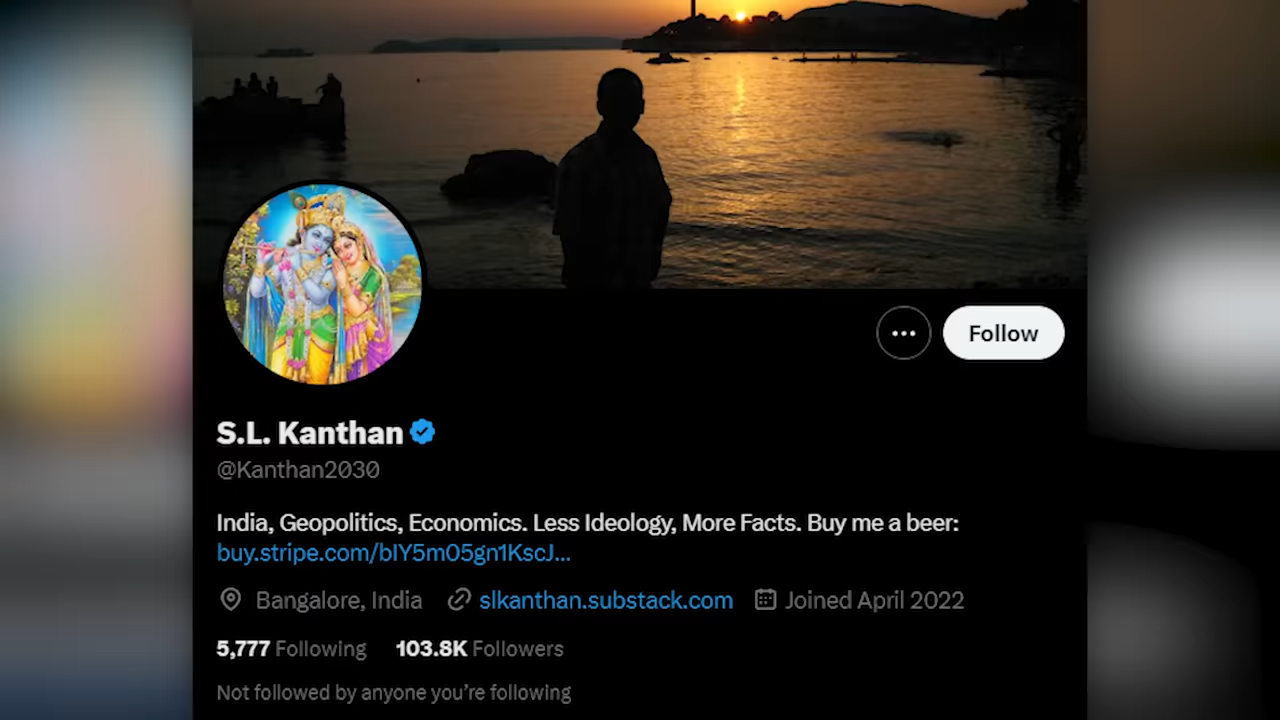 Follow
S.L. Kanthan
@Kanthan2030
India, Geopolitics, Economics. Less Ideology, More Facts. Buy me a beer:
buy.stripe.com/bIY5mO5gn1KscJ...
Bangalore, India slkanthan.substack.com Joined April 2022
5,777 Following 103.8K Followers
Not followed by anyone you’re following